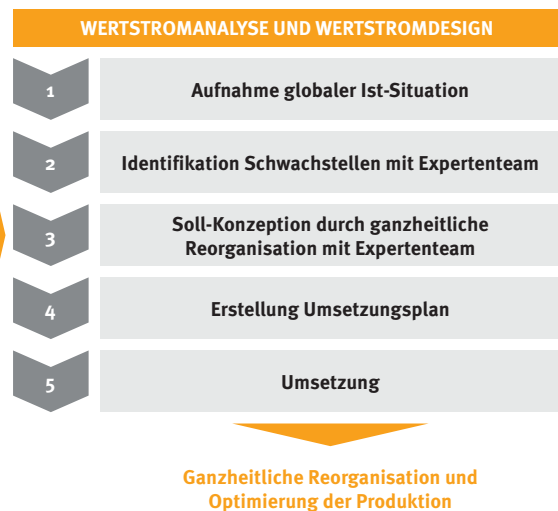 WERTSTROMANALYSE UND WERTSTROMDESIGN
1
Aufnahme globaler Ist-Situation
2
Identifikation Schwachstellen mit Expertenteam
3
Soll-Konzeption durch ganzheitliche
Reorganisation mit Expertenteam
4
Erstellung Umsetzungsplan
5
Umsetzung
Ganzheitliche Reorganisation und
Optimierung der Produktion